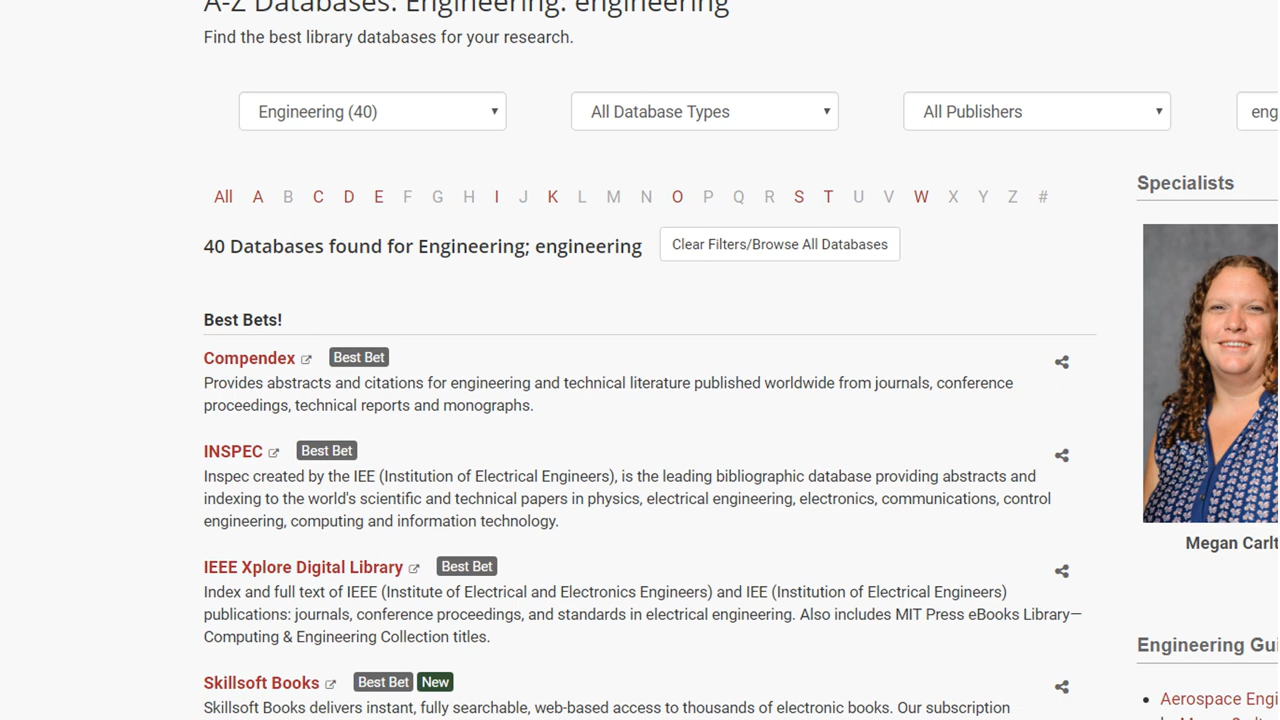 A-Z Databases: Engineering: engineering
Find the best library databases for your research.
Engineering (40)
All Database Types
All Publishers
eng
All A B C D E F G H I J K L M N O P Q R S T U V W X Y Z #
40 Databases found for Engineering; engineering
Clear Filters/Browse All Databases
Specialists
Best Bets!
Compendex Best Bet
Provides abstracts and citations for engineering and technical literature published worldwide from journals, conference
proceedings, technical reports and monographs.
INSPEC Best Bet
Inspec created by the IEE (Institution of Electrical Engineers), is the leading bibliographic database providing abstracts and
indexing to the world's scientific and technical papers in physics, electrical engineering, electronics, communications, control
engineering, computing and information technology.
Megan Carlt
IEEE Xplore Digital Library Best Bet
Index and full text of IEEE (Institute of Electrical and Electronics Engineers) and IEE (Institution of Electrical Engineers)
publications: journals, conference proceedings, and standards in electrical engineering. Also includes MIT Press eBooks Library—
Computing & Engineering Collection titles.
Engineering Gui
Skillsoft Books Best Bet New
Skillsoft Books delivers instant, fully searchable, web-based access to thousands of electronic books. Our subscription
Aerospace Engi